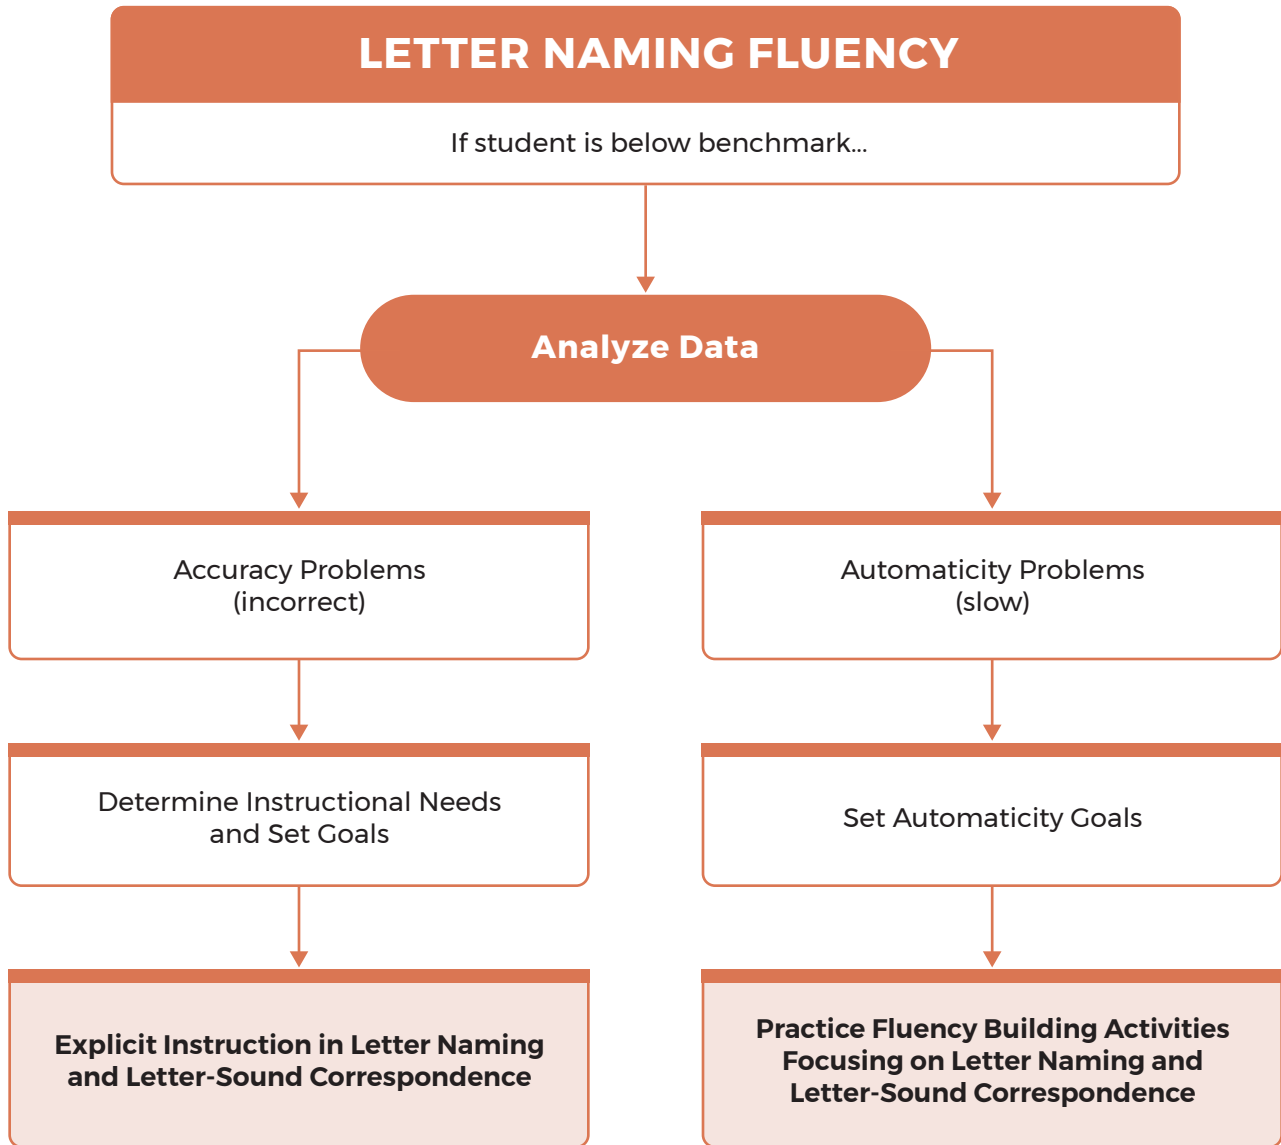 LETTER NAMING FLUENCY
If student is below benchmark...
Analyze Data
Accuracy Problems
(incorrect)
Automaticity Problems
(slow)
Determine Instructional Needs
and Set Goals
Set Automaticity Goals
Explicit Instruction in Letter Naming
and Letter-Sound Correspondence
Practice Fluency Building Activities
Focusing on Letter Naming and
Letter-Sound Correspondence